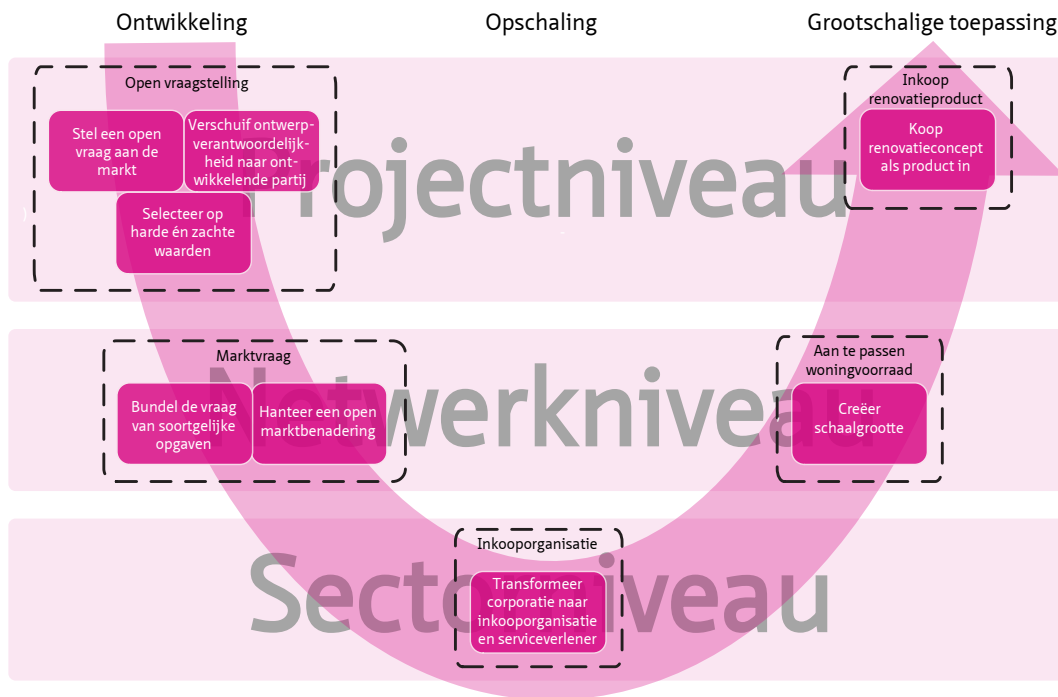 Ontwikkeling
Opschaling
Grootschalige toepassing
Projectniveau
Open vraagstelling
Stel een open
vraag aan de
markt
Verschuif ontwerp-
verantwoordelijk-
heid naar ont-
wikkelende partij
Selecteer op
harde én zachte
waarden
Inkoop
renovatieproduct
Koop
renovatieconcept
als product in
Netwerkniveau
Marktvraag
Bundel de vraag
van soortgelijke
opgaven
Hanteer een open
marktbenadering
Aan te passen
woningvoorraad
Creëer
schaalgrootte
Sectorniveau
Inkooporganisatie
Transformeer
corporatie naar
inkooporganisatie
en serviceverlener